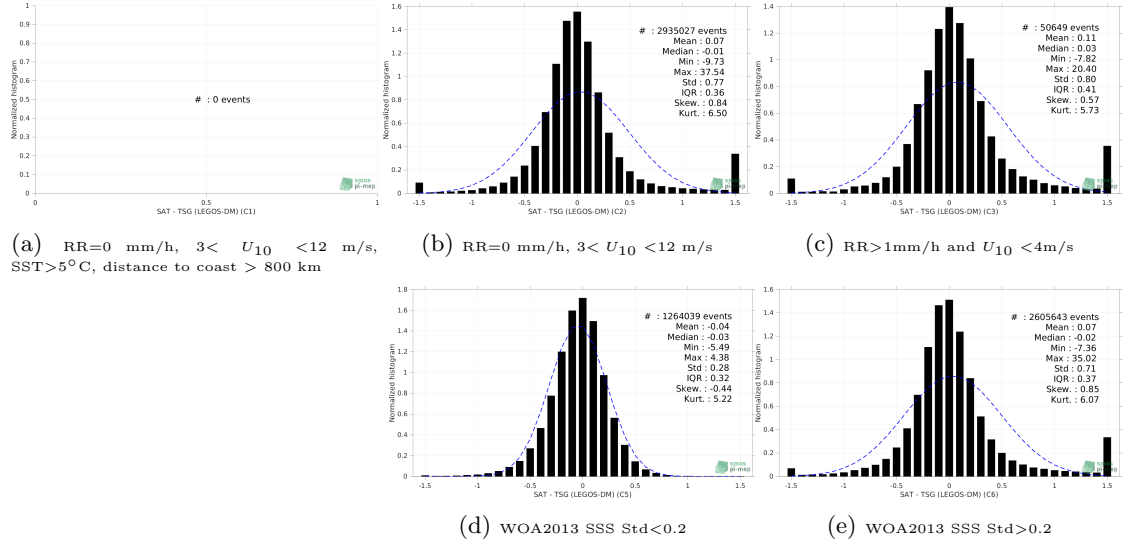 1
0.9
0.8
0.7
0.6
0.5
0.4
0.3
0.2
0.1
0
0 0.5 1
Normalized histogram
# : 0 events
smos
pi-mep
SAT - TSG (LEGOS-DM) (C1)
(a) RR=0 mm/h, 3< U10 <12 m/s,
SST>5°C, distance to coast > 800 km
1.6
1.4
1.2
1
0.8
0.6
0.4
0.2
0
-1.5 -1 -0.5 0 0.5 1 1.5
Normalized histogram
# : 2935027 events
Mean : 0.07
Median : -0.01
Min : -9.73
Max : 37.54
Std : 0.77
IQR : 0.36
Skew. : 0.84
Kurt. : 6.50
smos
pi-mep
SAT - TSG (LEGOS-DM) (C2)
(b) RR=0 mm/h, 3< U10 <12 m/s
1.4
1.2
1
0.8
0.6
0.4
0.2
0
-1.5 -1 -0.5 0 0.5 1 1.5
Normalized histogram
# : 50649 events
Mean : 0.11
Median : 0.03
Min : -7.82
Max : 20.40
Std : 0.80
IQR : 0.41
Skew. : 0.57
Kurt. : 5.73
smos
pi-mep
SAT - TSG (LEGOS-DM) (C3)
(c) RR>1mm/h and U10 <4m/s
1.8
1.6
1.4
1.2
1
0.8
0.6
0.4
0.2
0
-1.5 -1 -0.5 0 0.5 1 1.5
Normalized histogram
# : 1264039 events
Mean : -0.04
Median : -0.03
Min : -5.49
Max : 4.38
Std : 0.28
IQR : 0.32
Skew. : -0.44
Kurt. : 5.22
smos
pi-mep
SAT - TSG (LEGOS-DM) (C5)
(d) WOA2013 SSS Std<0.2
1.6
1.4
1.2
1
0.8
0.6
0.4
0.2
0
-1.5 -1 -0.5 0 0.5 1 1.5
Normalized histogram
# : 2605643 events
Mean : 0.07
Median : -0.02
Min : -7.36
Max : 35.02
Std : 0.71
IQR : 0.37
Skew. : 0.85
Kurt. : 6.07
smos
pi-mep
SAT - TSG (LEGOS-DM) (C6)
(e) WOA2013 SSS Std>0.2